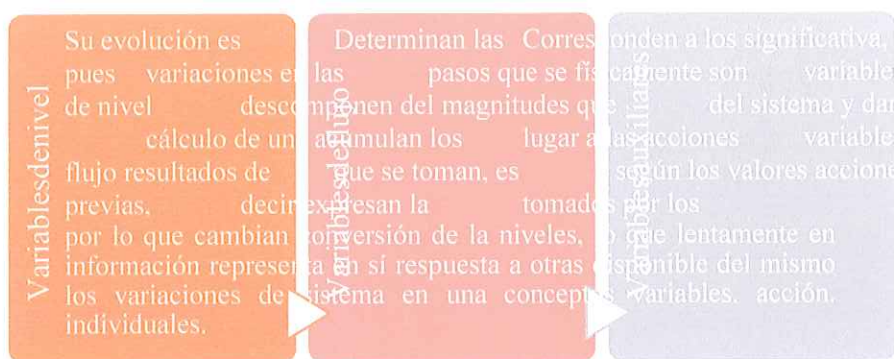 Variablesdenivel
Variablesdeflujo
Variablesauxiliares
Su evolución es Determinan las Corresponden a los significativa,
pues variaciones en las pasos que se físicamente son variable
de nivel descomponen del magnitudes que del sistema y dan
cálculo de un acumulan los lugar a las acciones variable
flujo resultados de que se toman, es según los valores accione
previas, decir expresan la tomados por los
por lo que cambian conversión de la niveles, lo que lentamente en
información representa en sí respuesta a otras disponible del mismo
los variaciones de sistema en una conceptos variables. acción.
individuales.